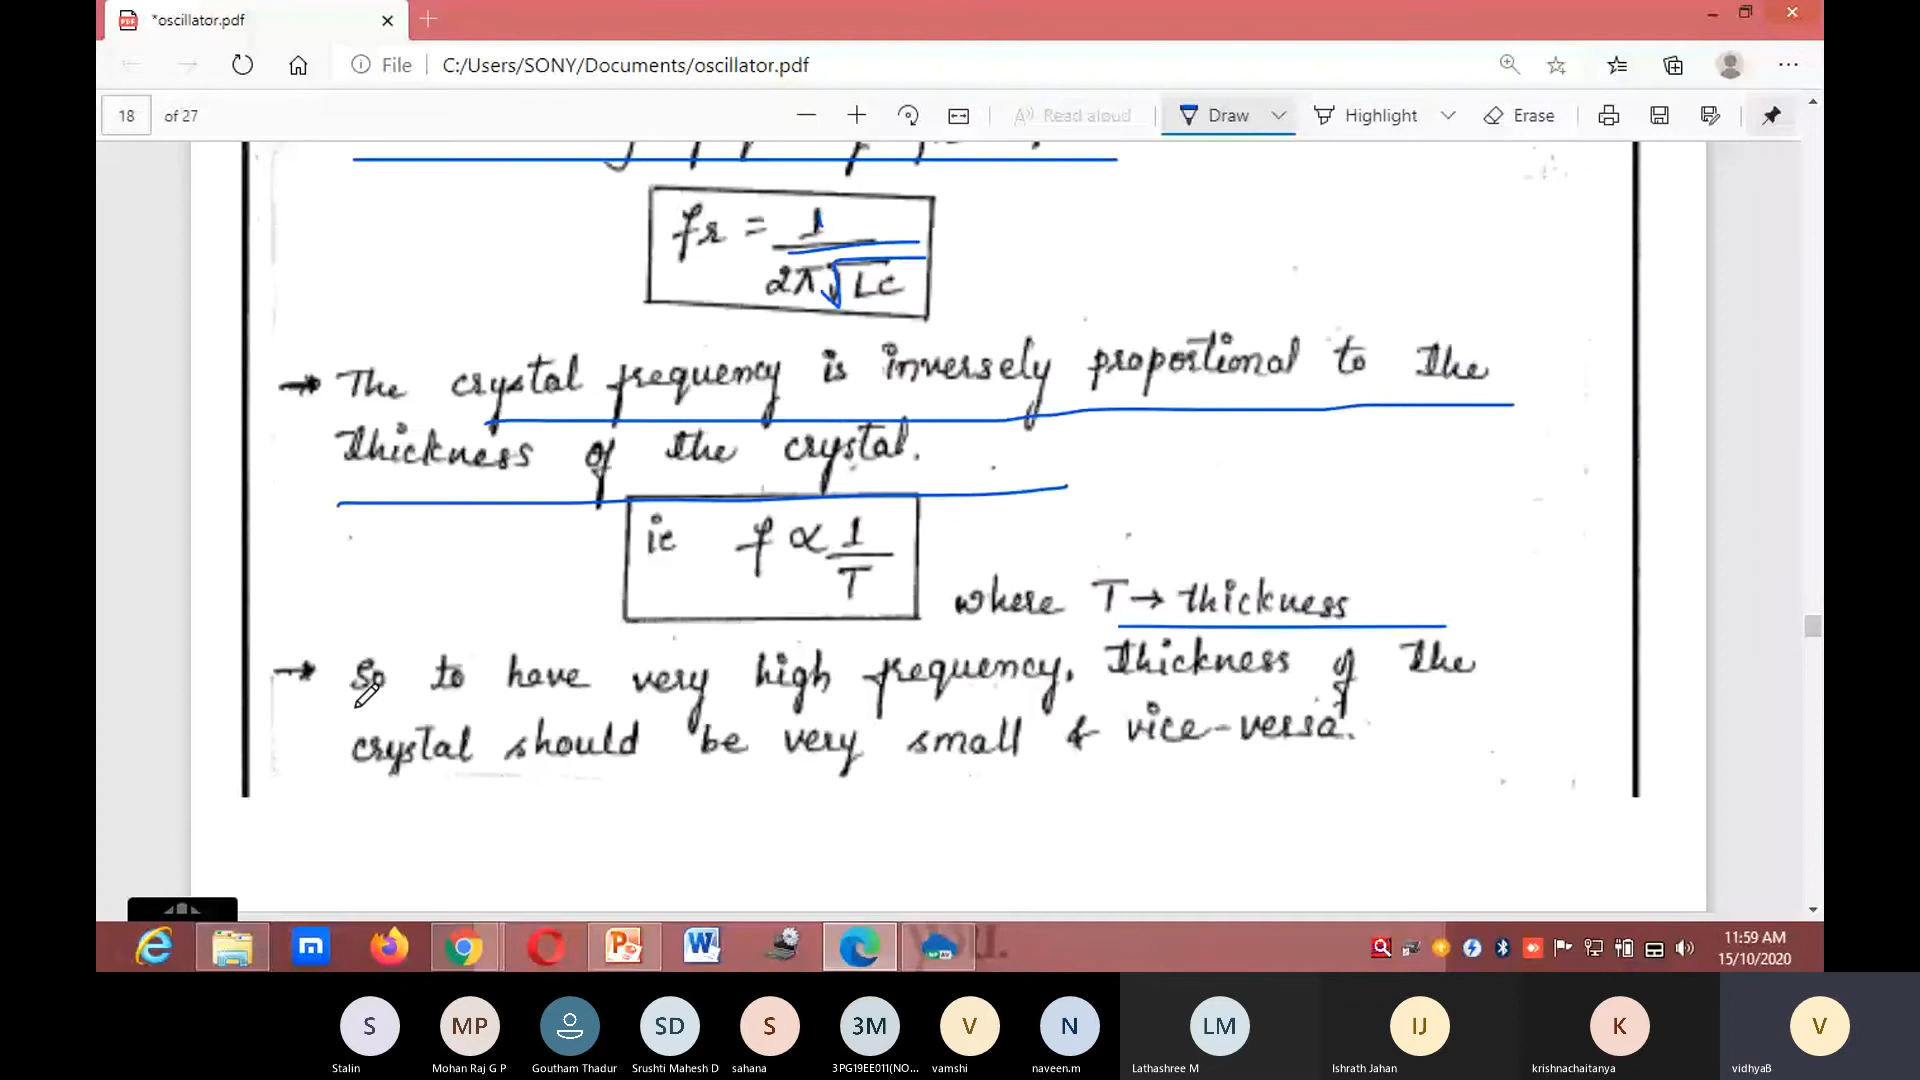 *oscillator.pdf
File
C:/Users/SONY/Documents/oscillator.pdf
18 of 27
Read aloud
Draw
Highlight
Erase
fr = 1
2π√LC
→ The crystal frequency is inversely proportional to the
thickness of the crystal.
ie f ∝ 1
T
where T → thickness
→ So to have very high frequency, thickness of the
crystal should be very small & vice-versa.
11:59 AM
15/10/2020
S MP SD S 3M V N LM IJ K V
Stalin
Mohan Raj G P
Goutham Thadur
Srushti Mahesh D
sahana
3PG19EE011(NO...
vamshi
naveen.m
Lathashree M
Ishrath Jahan
krishnachaitanya
vidhyaB